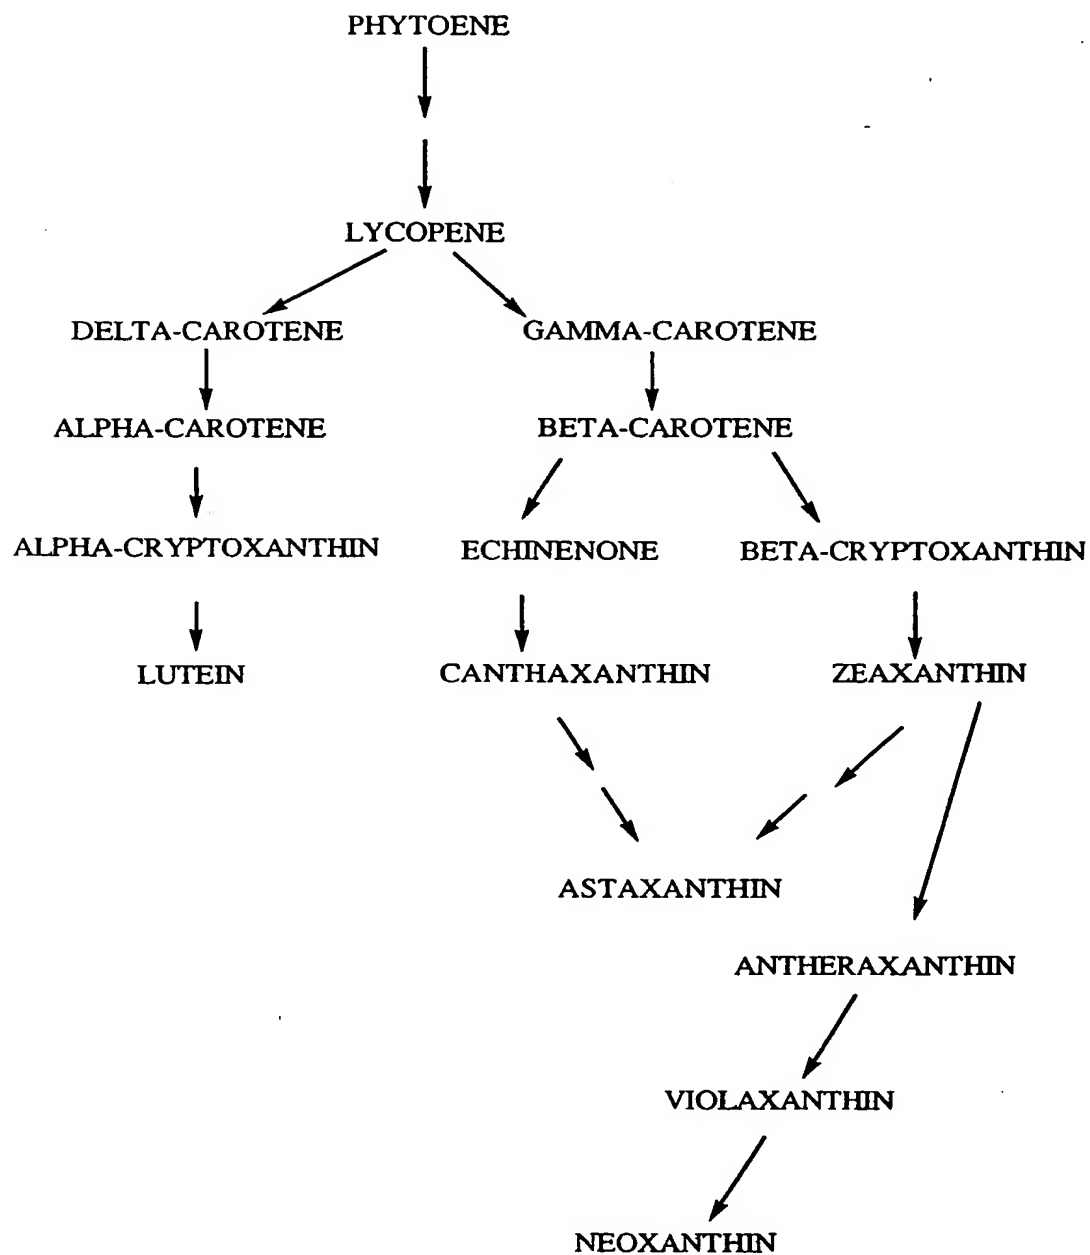 PHYTOENE
LYCOPENE
DELTA-CAROTENE
GAMMA-CAROTENE
ALPHA-CAROTENE
BETA-CAROTENE
ALPHA-CRYPTOXANTHIN
ECHINENONE
BETA-CRYPTOXANTHIN
LUTEIN
CANTHAXANTHIN
ZEAXANTHIN
ASTAXANTHIN
ANTHERAXANTHIN
VIOLAXANTHIN
NEOXANTHIN